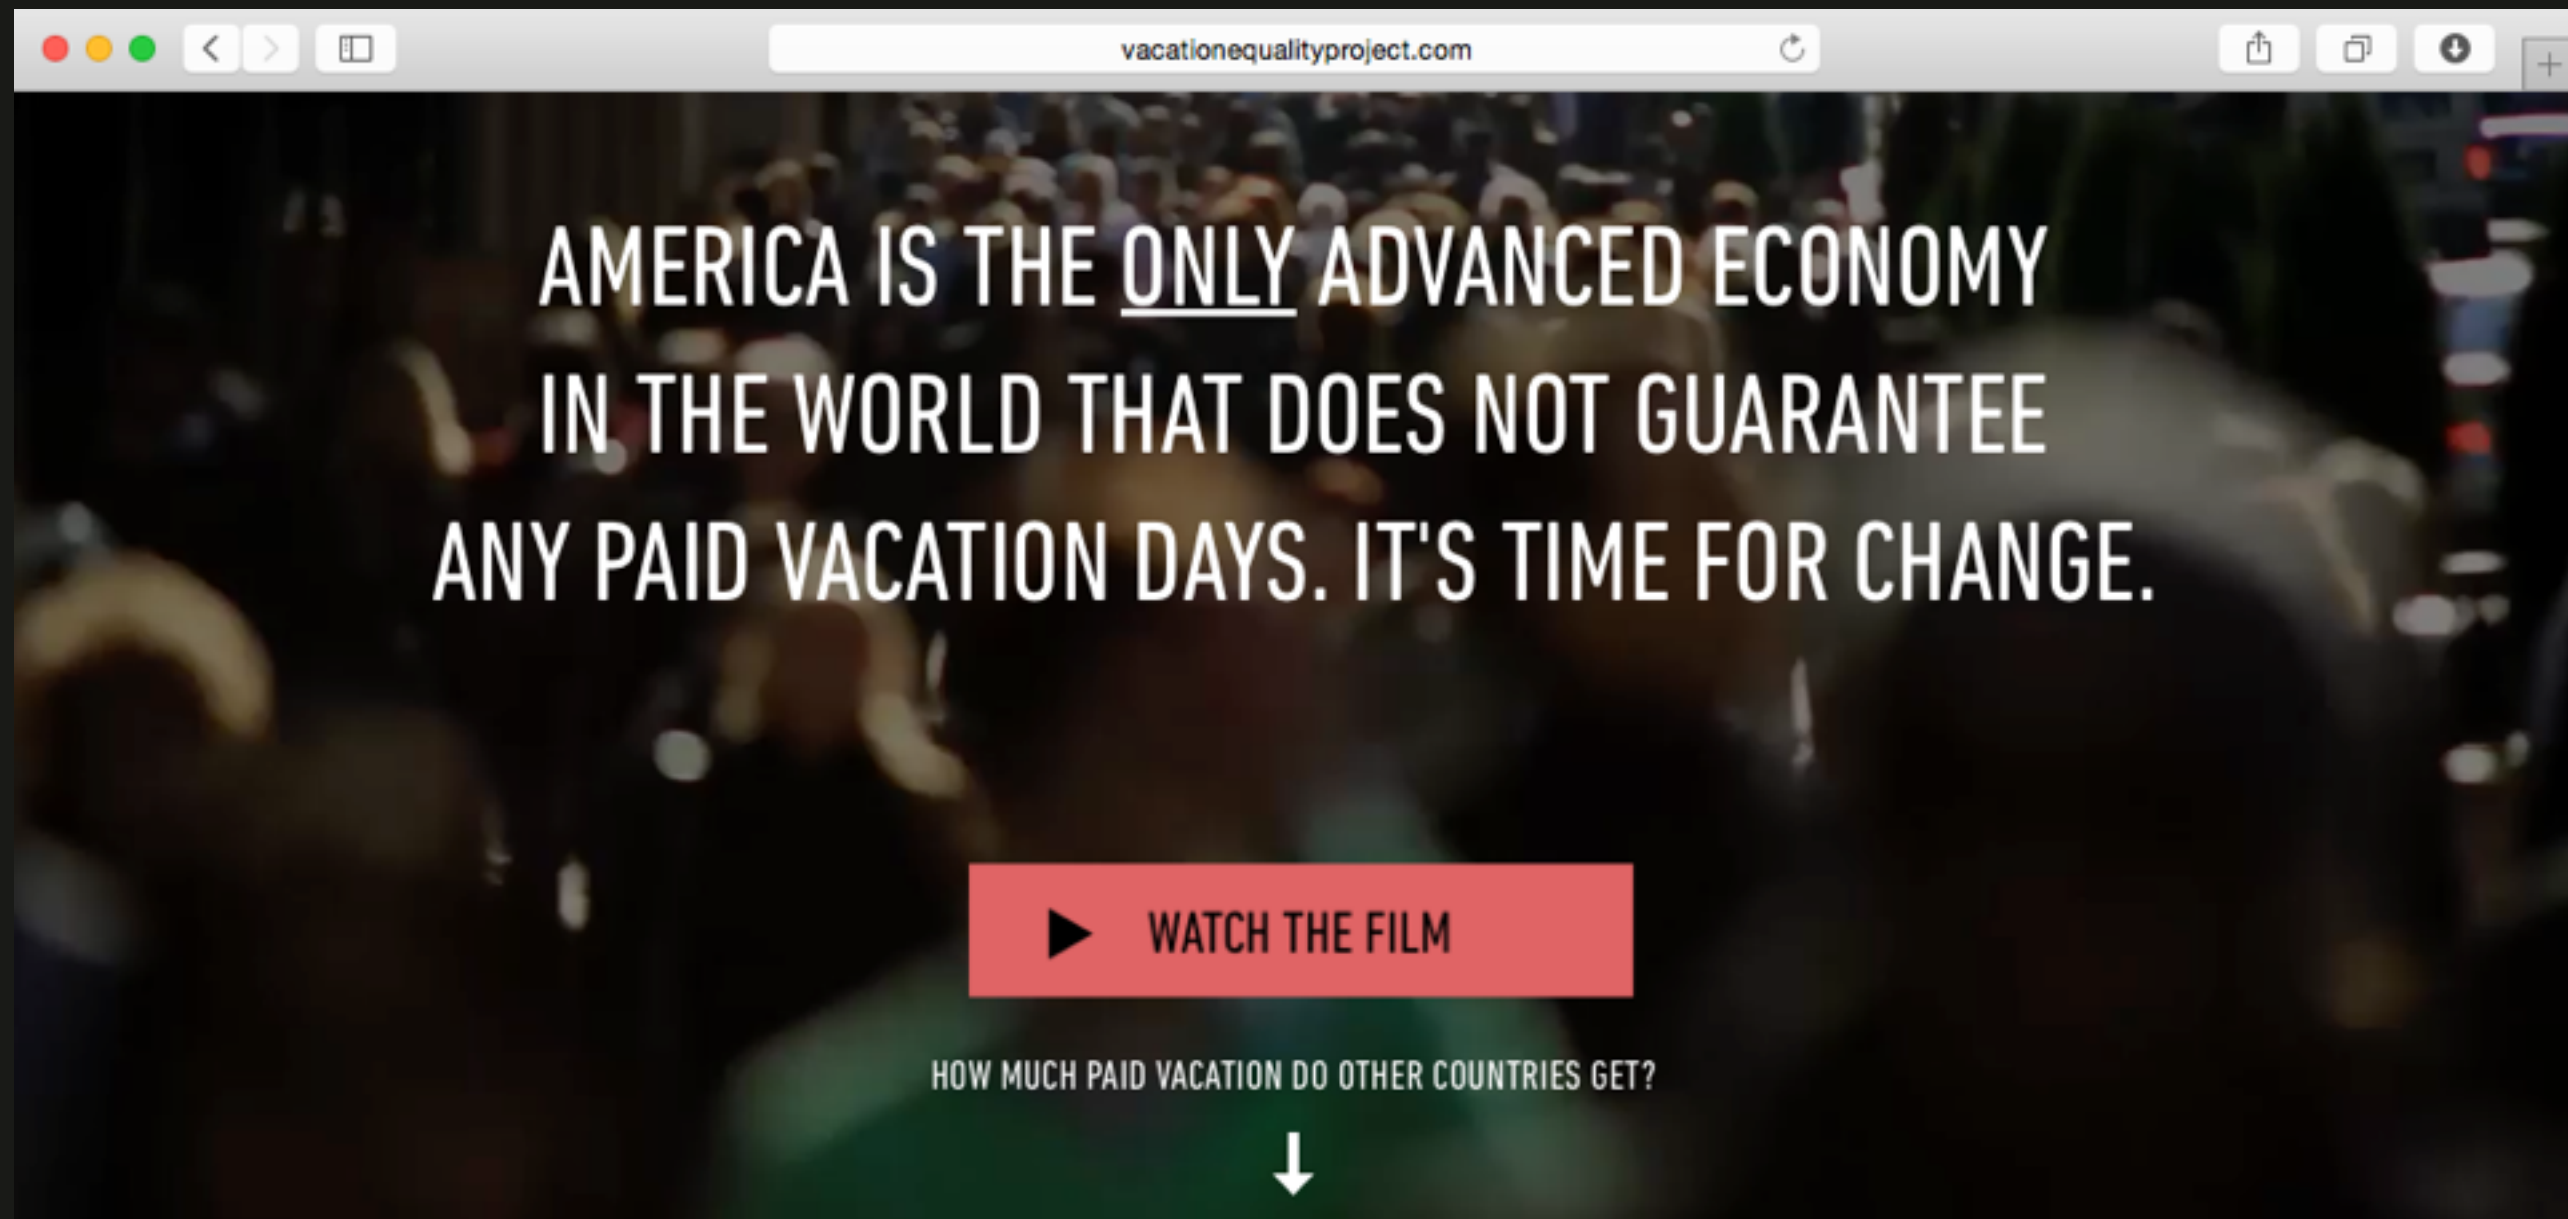 vacationequalityproject.com
AMERICA IS THE ONLY ADVANCED ECONOMY
IN THE WORLD THAT DOES NOT GUARANTEE
ANY PAID VACATION DAYS. IT'S TIME FOR CHANGE.
WATCH THE FILM
HOW MUCH PAID VACATION DO OTHER COUNTRIES GET?